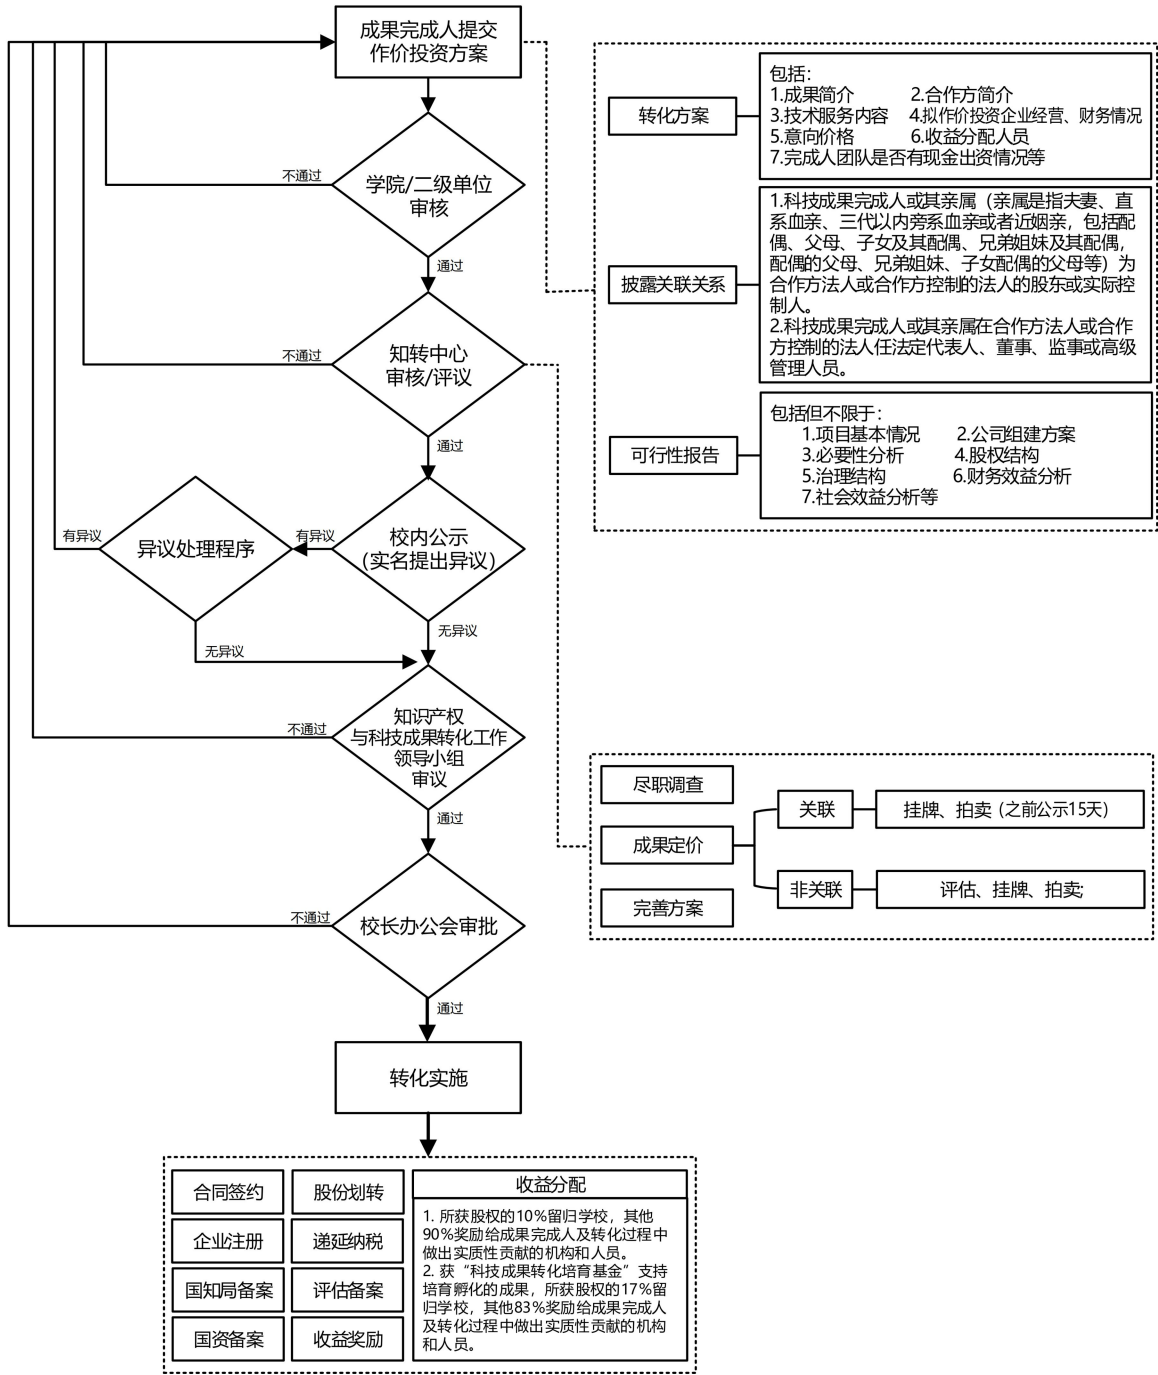 成果完成人提交
作价投资方案
不通过
学院/二级单位
审核
通过
不通过
知转中心
审核/评议
通过
有异议
异议处理程序
有异议
校内公示
（实名提出异议）
无异议
无异议
不通过
知识产权
与科技成果转化工作
领导小组
审议
通过
不通过
校长办公会审批
通过
转化实施
转化方案
包括：
1.成果简介 2.合作方简介
3.技术服务内容 4.拟作价投资企业经营、财务情况
5.意向价格 6.收益分配人员
7.完成人团队是否有现金出资情况等
披露关联关系
1.科技成果完成人或其亲属（亲属是指夫妻、直
系血亲、三代以内旁系血亲或者近姻亲，包括配
偶、父母、子女及其配偶、兄弟姐妹及其配偶，
配偶的父母、兄弟姐妹、子女配偶的父母等）为
合作方法人或合作方控制的法人的股东或实际控
制人。
2.科技成果完成人或其亲属在合作方法人或合作
方控制的法人任法定代表人、董事、监事或高级
管理人员。
可行性报告
包括但不限于：
1.项目基本情况 2.公司组建方案
3.必要性分析 4.股权结构
5.治理结构 6.财务效益分析
7.社会效益分析等
尽职调查
成果定价
完善方案
关联
挂牌、拍卖（之前公示15天）
非关联
评估、挂牌、拍卖;
合同签约
股份划转
企业注册
递延纳税
国知局备案
评估备案
国资备案
收益奖励
收益分配
1. 所获股权的10%留归学校，其他
90%奖励给成果完成人及转化过程中
做出实质性贡献的机构和人员。
2. 获“科技成果转化培育基金”支持
培育孵化的成果，所获股权的17%留
归学校，其他83%奖励给成果完成人
及转化过程中做出实质性贡献的机构
和人员。